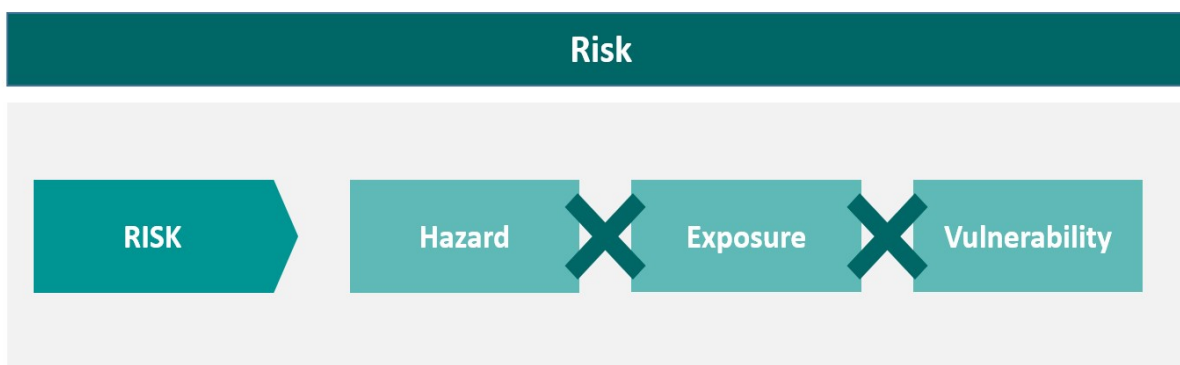 Risk
RISK
Hazard
Exposure
Vulnerability